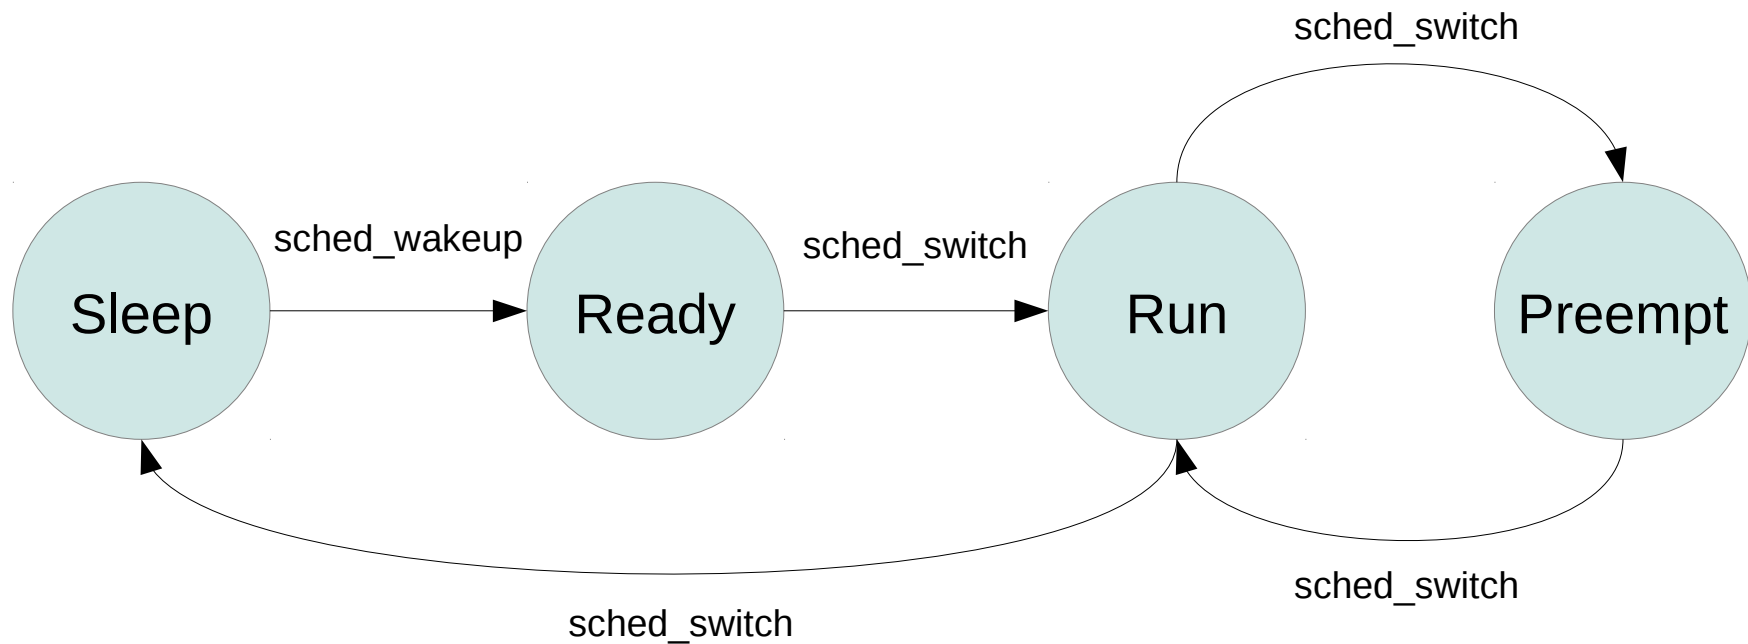 sched_switch
sched_wakeup
sched_switch
Sleep
Ready
Run
Preempt
sched_switch
sched_switch